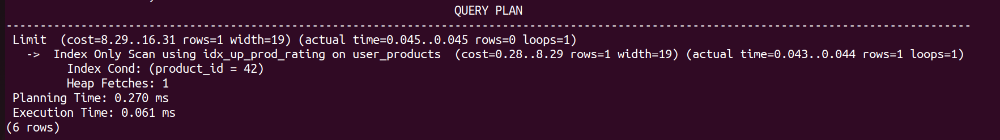 QUERY PLAN
----------------------------------------------------------------------------------------------------------------------------------------------
Limit  (cost=8.29..16.31 rows=1 width=19) (actual time=0.045..0.045 rows=0 loops=1)
  ->  Index Only Scan using idx_up_prod_rating on user_products  (cost=0.28..8.29 rows=1 width=19) (actual time=0.043..0.044 rows=1 loops=1)
        Index Cond: (product_id = 42)
        Heap Fetches: 1
Planning Time: 0.270 ms
Execution Time: 0.061 ms
(6 rows)